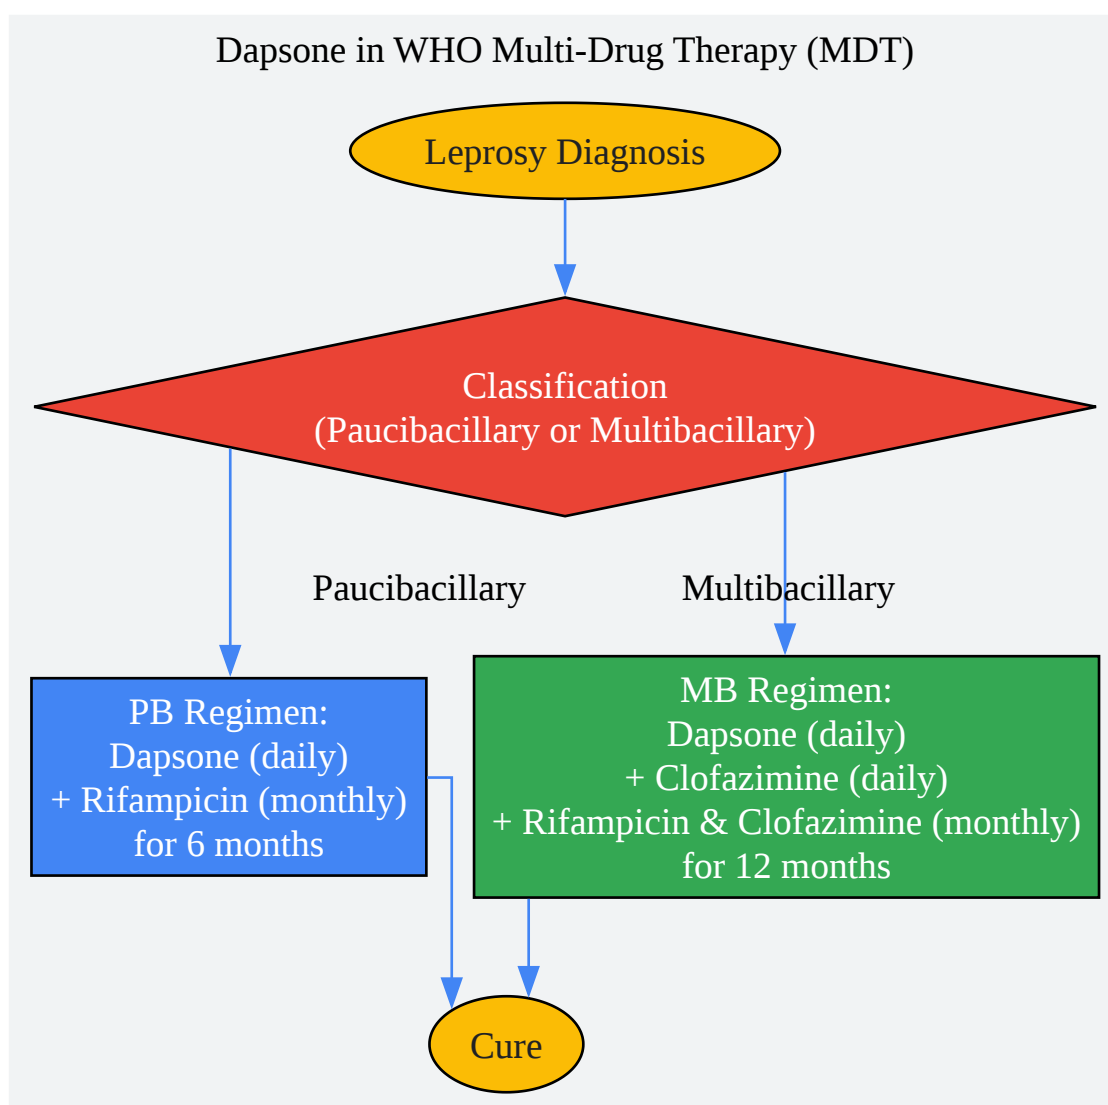 Dapsone in WHO Multi-Drug Therapy (MDT)
Leprosy Diagnosis
Classification
(Paucibacillary or Multibacillary)
Paucibacillary
Multibacillary
PB Regimen:
Dapsone (daily)
+ Rifampicin (monthly)
for 6 months
MB Regimen:
Dapsone (daily)
+ Clofazimine (daily)
+ Rifampicin & Clofazimine (monthly)
for 12 months
Cure